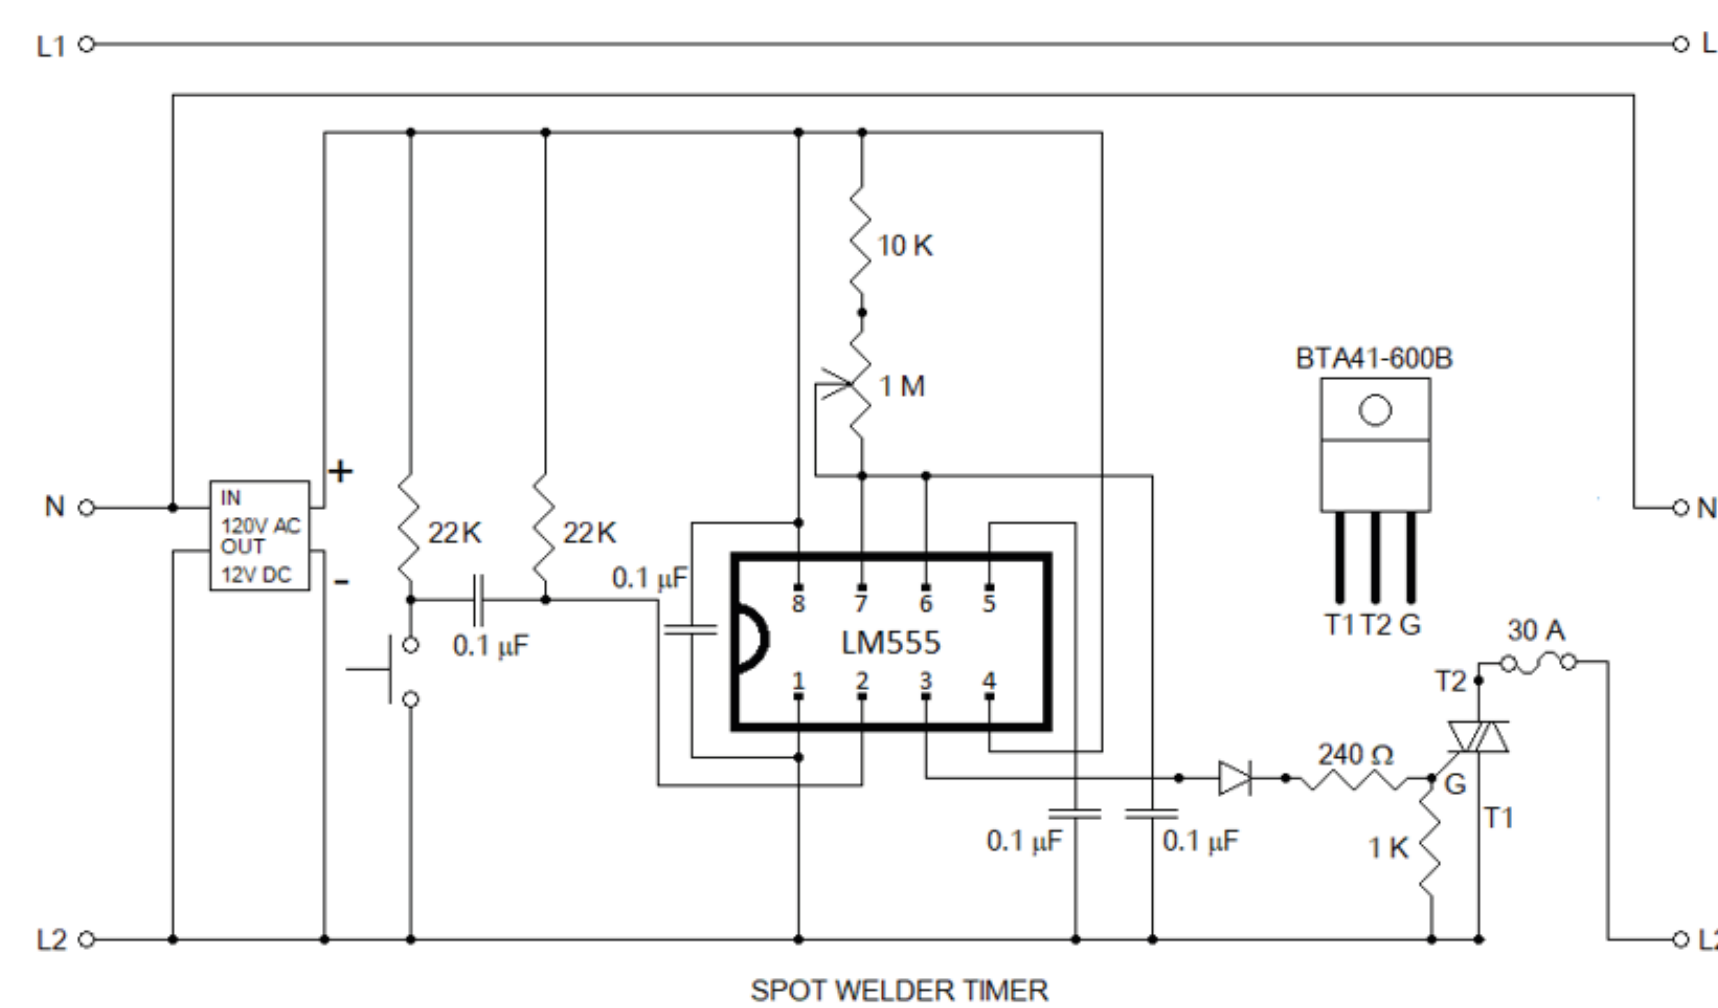 L1
L
10 K
1 M
BTA41-600B
+
N
IN
120V AC
OUT
12V DC
-
22K
22K
0.1 µF
0.1 µF
8
7
6
5
LM555
1
2
3
4
N
T1 T2 G
30 A
T2
240 Ω
G
T1
0.1 µF
0.1 µF
1 K
L2
L2
SPOT WELDER TIMER